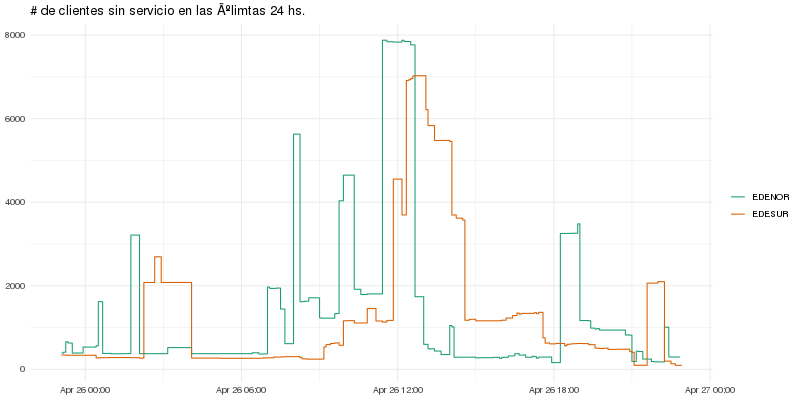 # de clientes sin servicio en las Ãºlimtas 24 hs.
8000
6000
4000
2000
0
Apr 26 00:00
Apr 26 06:00
Apr 26 12:00
Apr 26 18:00
Apr 27 00:00
EDENOR
EDESUR